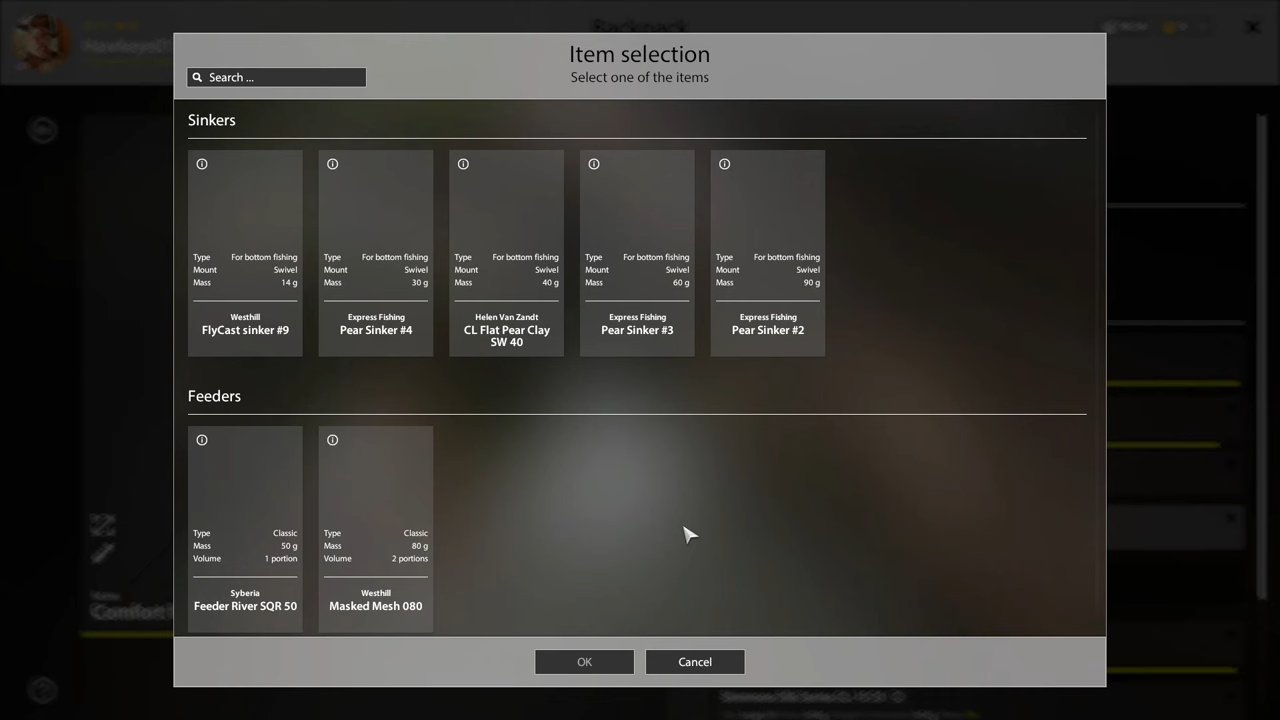 Item selection
Select one of the items
Search ...
Sinkers
Type For bottom fishing
Mount Swivel
Mass 14 g
Westhill
FlyCast sinker #9
Type For bottom fishing
Mount Swivel
Mass 30 g
Express Fishing
Pear Sinker #4
Type For bottom fishing
Mount Swivel
Mass 40 g
Helen Van Zandt
CL Flat Pear Clay
SW 40
Type For bottom fishing
Mount Swivel
Mass 60 g
Express Fishing
Pear Sinker #3
Type For bottom fishing
Mount Swivel
Mass 90 g
Express Fishing
Pear Sinker #2
Feeders
Type Classic
Mass 50 g
Volume 1 portion
Syberia
Feeder River SQR 50
Type Classic
Mass 80 g
Volume 2 portions
Westhill
Masked Mesh 080
OK
Cancel
Backpack
Comfort